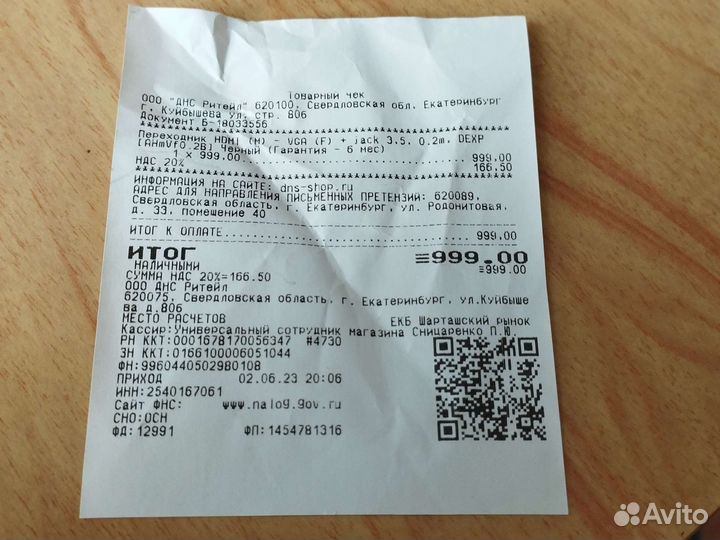 Товарный чек
ООО "ДНС Ритейл" 620100, Свердловская обл, Екатеринбург
г, Куйбышева ул, стр. 80б
Документ Б-18033556
Переходник HDMI (M) - VGA (F) + Jack 3.5, 0.2m, DEXP
[AHmVf0.2B] Черный (Гарантия - 6 мес)
1 × 999.00 999.00
НДС 20% 166.50
ИНФОРМАЦИЯ НА САЙТЕ: dns-shop.ru
АДРЕС ДЛЯ НАПРАВЛЕНИЯ ПИСЬМЕННЫХ ПРЕТЕНЗИЙ: 620089,
Свердловская область, г. Екатеринбург, ул. Родонитовая,
д. 33, помещение 40
ИТОГ К ОПЛАТЕ 999.00
ИТОГ =999.00
НАЛИЧНЫМИ =999.00
СУММА НДС 20%=166.50
ООО ДНС Ритейл
620075, Свердловская область, г. Екатеринбург, ул.Куйбыше
ва д.80б
МЕСТО РАСЧЕТОВ ЕКБ Шарташский рынок
Кассир:Универсальный сотрудник магазина Сницаренко П.Ю.
РН ККТ:0001678170056347 #4730
ЗН ККТ:0166100006051044
ФН:9960440502980108
ПРИХОД 02.06.23 20:06
ИНН:2540167061
Сайт ФНС: www.nalog.gov.ru
СНО:ОСН
ФД:12991 ФП:1454781316
Avito